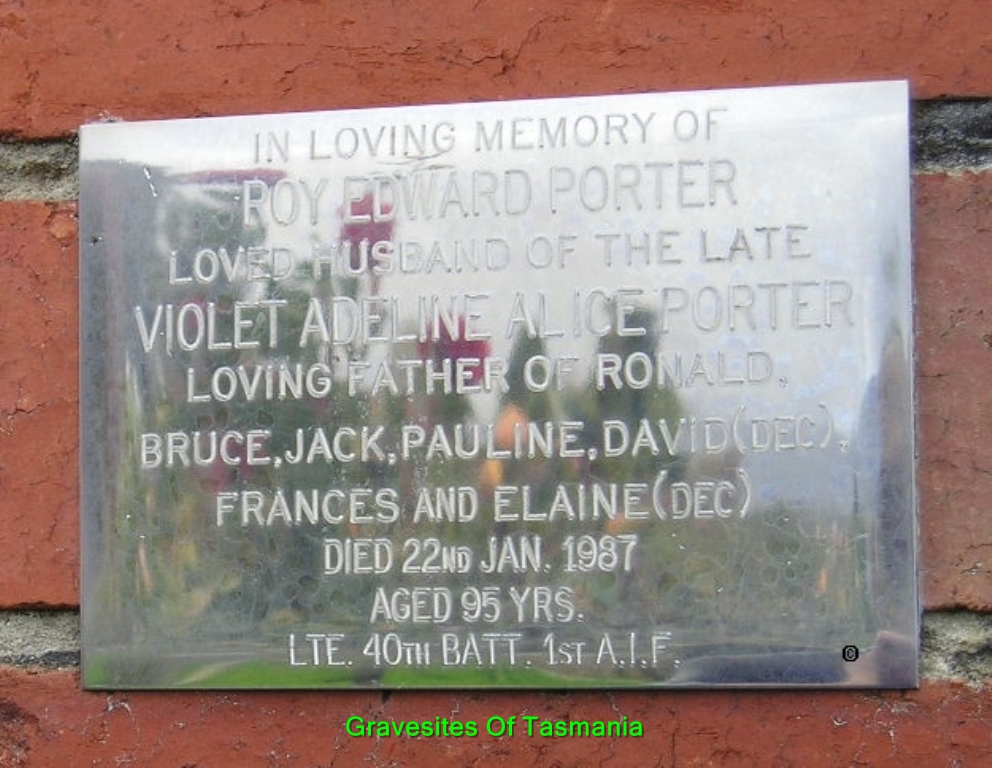 IN LOVING MEMORY OF
ROY EDWARD PORTER
LOVED HUSBAND OF THE LATE
VIOLET ADELINE ALICE PORTER
LOVING FATHER OF RONALD,
BRUCE, JACK, PAULINE, DAVID (DEC),
FRANCES AND ELAINE (DEC)
DIED 22ND JAN. 1987
AGED 95 YRS.
LTE. 40TH BATT. 1ST A.I.F.
©
Gravesites Of Tasmania